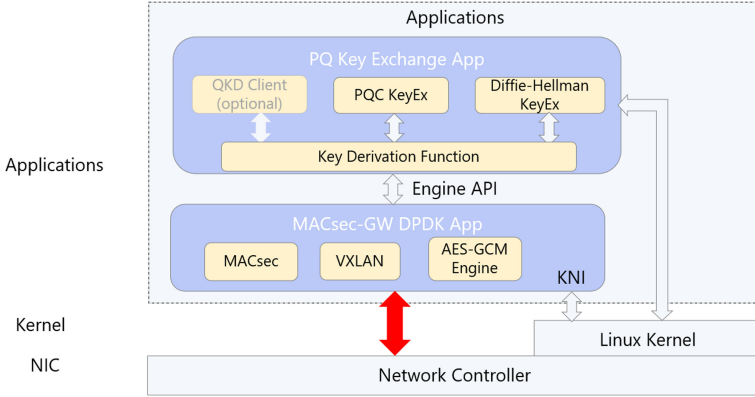 Applications
PQ Key Exchange App
QKD Client
(optional)
PQC KeyEx
Diffie-Hellman
KeyEx
Key Derivation Function
Applications
Engine API
MACsec-GW DPDK App
MACsec
VXLAN
AES-GCM
Engine
KNI
Kernel
Linux Kernel
NIC
Network Controller